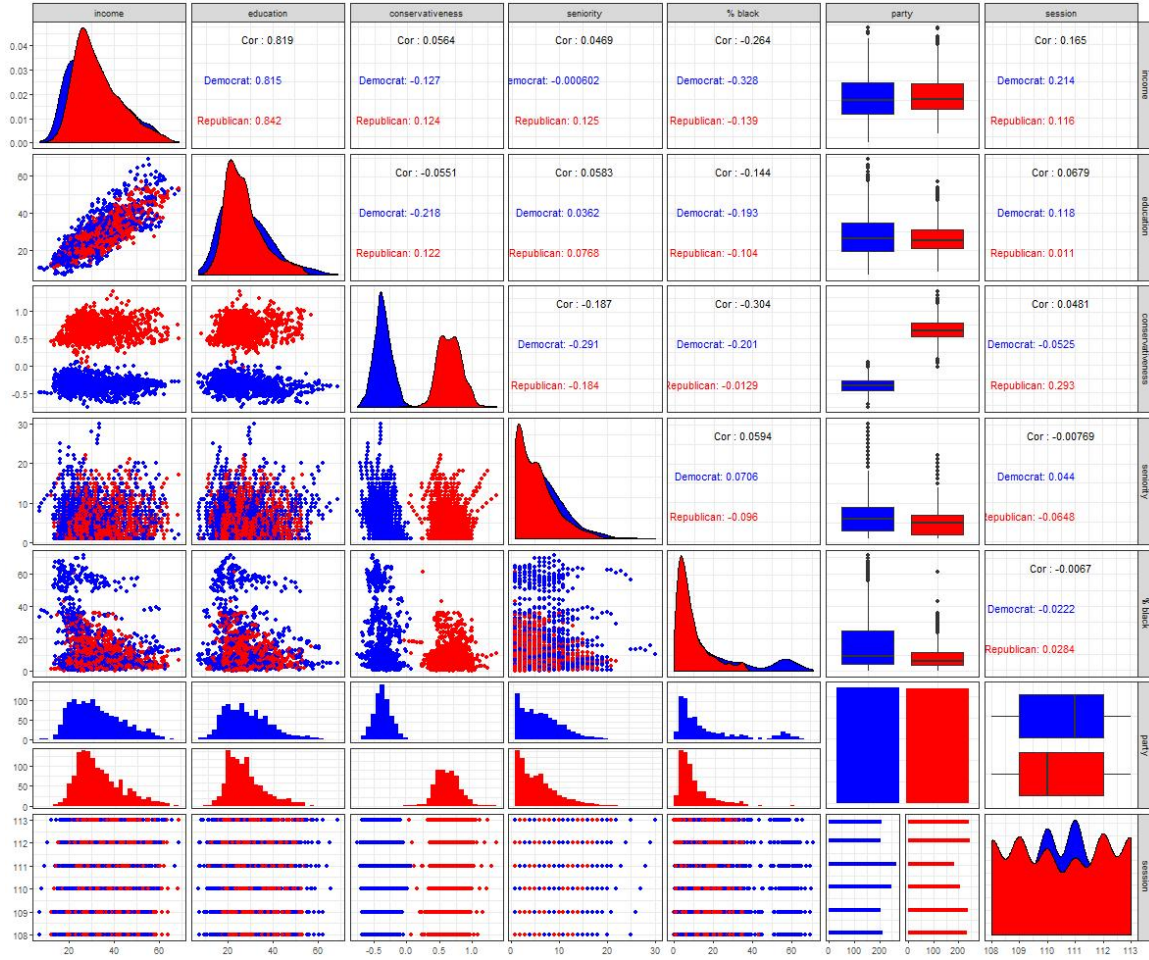 income education conservativeness seniority % black party session
0.04
0.03
0.02
0.01
0.00
Cor : 0.819 Cor : 0.0564 Cor : 0.0469 Cor : -0.264 Cor : 0.165
Democrat: 0.815 Democrat: -0.127 emocrat: -0.000602 Democrat: -0.328 Democrat: 0.214
Republican: 0.842 Republican: 0.124 Republican: 0.125 Republican: -0.139 Republican: 0.116
income
60
40
20
Cor : -0.0551 Cor : 0.0583 Cor : -0.144 Cor : 0.0679
Democrat: -0.218 Democrat: 0.0362 Democrat: -0.193 Democrat: 0.118
Republican: 0.122 Republican: 0.0768 Republican: -0.104 Republican: 0.011
education
1.0
0.5
0.0
-0.5
Cor : -0.187 Cor : -0.304 Cor : 0.0481
Democrat: -0.291 Democrat: -0.201 Democrat: -0.0525
Republican: -0.184 Republican: -0.0129 Republican: 0.293
conservativeness
30
20
10
0
Cor : 0.0594 Cor : -0.00769
Democrat: 0.0706 Democrat: 0.044
Republican: -0.096 Republican: -0.0648
seniority
60
40
20
0
Cor : -0.0067
Democrat: -0.0222
Republican: 0.0284
% black
100
50
0
100
50
0
party
113
112
111
110
109
108
session
20 40 60 20 40 60 -0.5 0.0 0.5 1.0 0 10 20 30 0 20 40 60 0 100 200 0 100 200 108 109 110 111 112 113